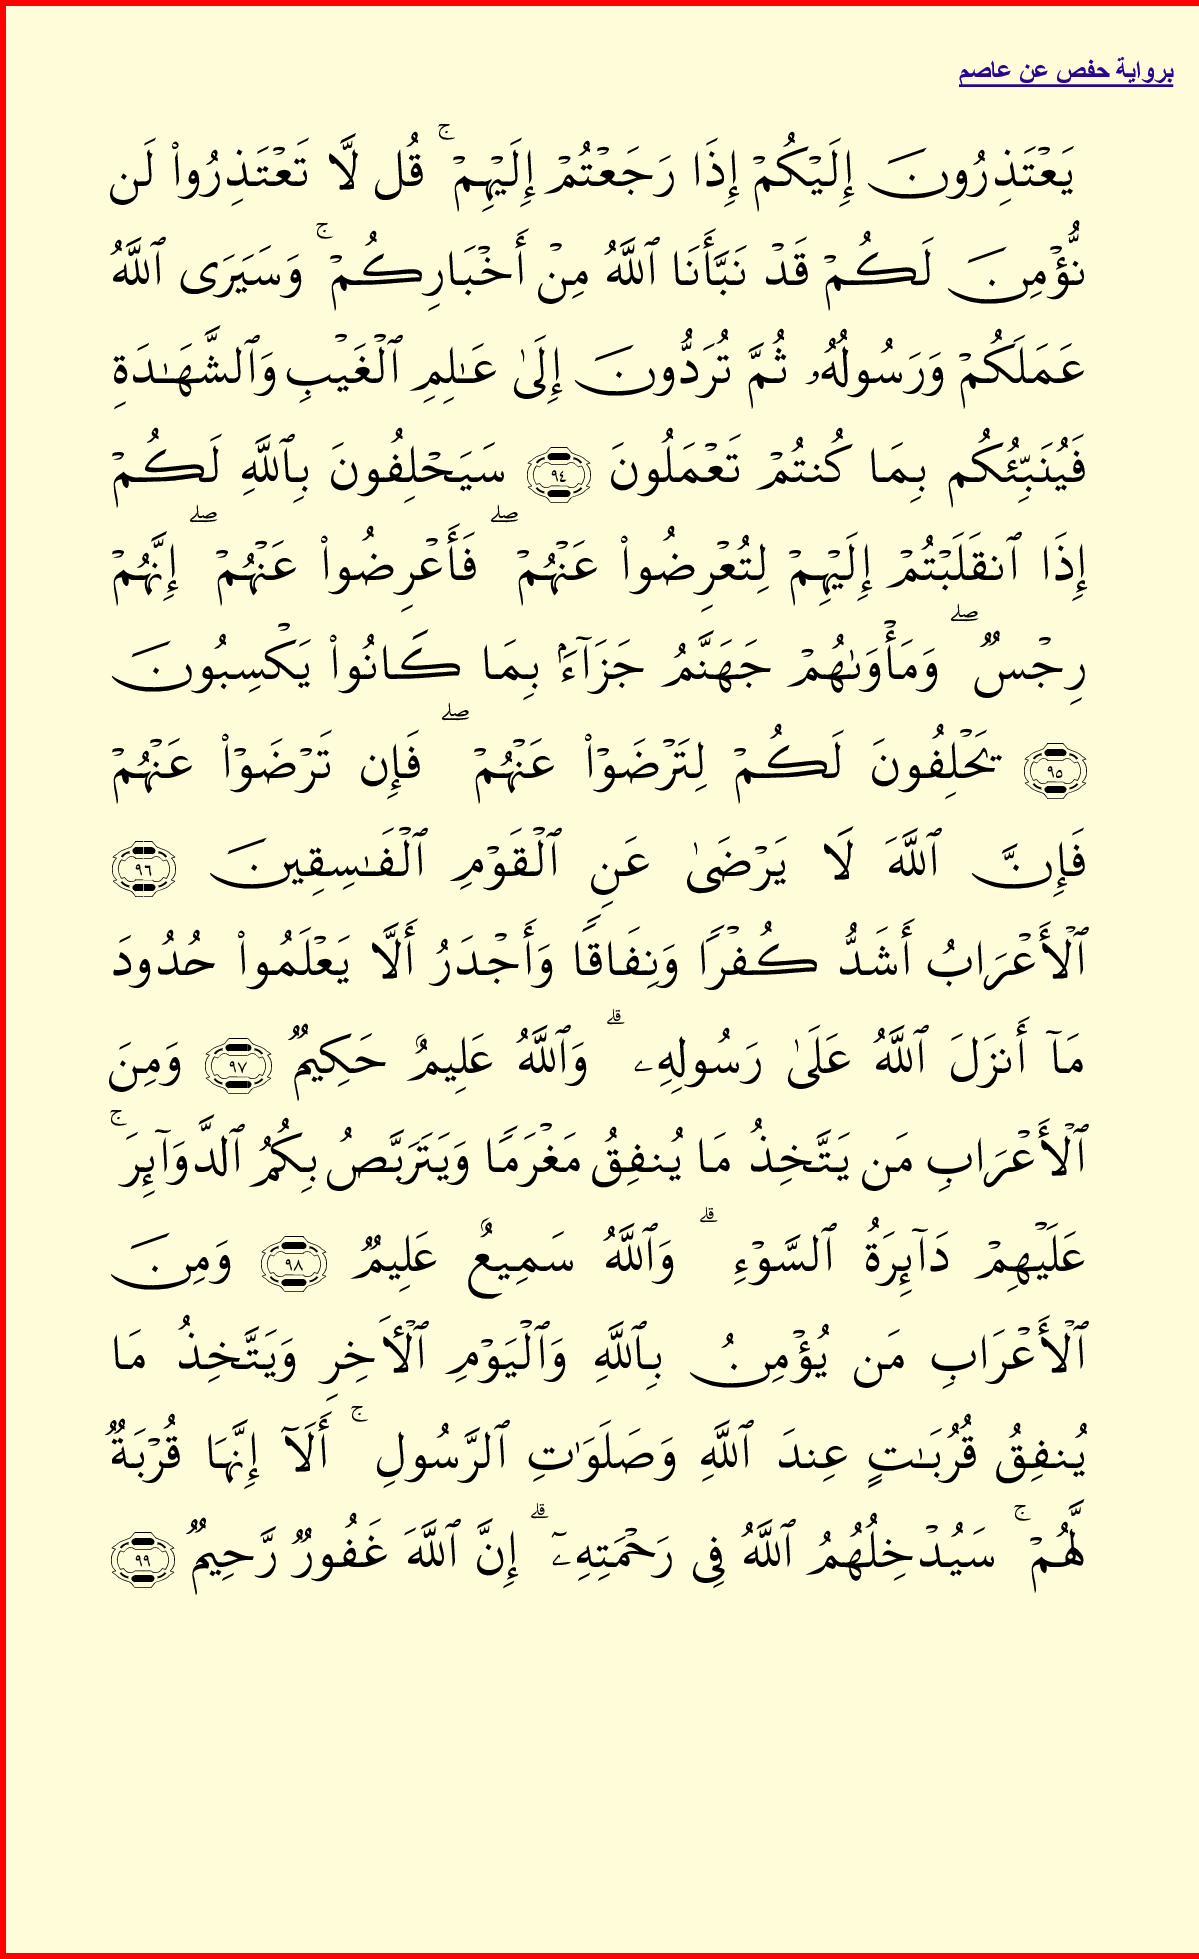 برواية حفص عن عاصم
يَعْتَذِرُونَ إِلَيْكُمْ إِذَا رَجَعْتُمْ إِلَيْهِمْ ۚ قُل لَّا تَعْتَذِرُوا۟ لَن
نُّؤْمِنَ لَكُمْ قَدْ نَبَّأَنَا ٱللَّهُ مِنْ أَخْبَارِكُمْ ۚ وَسَيَرَى ٱللَّهُ
عَمَلَكُمْ وَرَسُولُهُۥ ثُمَّ تُرَدُّونَ إِلَىٰ عَـٰلِمِ ٱلْغَيْبِ وَٱلشَّهَـٰدَةِ
فَيُنَبِّئُكُم بِمَا كُنتُمْ تَعْمَلُونَ ٩٤ سَيَحْلِفُونَ بِٱللَّهِ لَكُمْ
إِذَا ٱنقَلَبْتُمْ إِلَيْهِمْ لِتُعْرِضُوا۟ عَنْهُمْ ۖ فَأَعْرِضُوا۟ عَنْهُمْ ۖ إِنَّهُمْ
رِجْسٌ ۖ وَمَأْوَىٰهُمْ جَهَنَّمُ جَزَآءًۢ بِمَا كَانُوا۟ يَكْسِبُونَ
٩٥ يَحْلِفُونَ لَكُمْ لِتَرْضَوْا۟ عَنْهُمْ ۖ فَإِن تَرْضَوْا۟ عَنْهُمْ
فَإِنَّ ٱللَّهَ لَا يَرْضَىٰ عَنِ ٱلْقَوْمِ ٱلْفَـٰسِقِينَ ٩٦
ٱلْأَعْرَابُ أَشَدُّ كُفْرًا وَنِفَاقًا وَأَجْدَرُ أَلَّا يَعْلَمُوا۟ حُدُودَ
مَآ أَنزَلَ ٱللَّهُ عَلَىٰ رَسُولِهِۦ ۗ وَٱللَّهُ عَلِيمٌ حَكِيمٌ ٩٧ وَمِنَ
ٱلْأَعْرَابِ مَن يَتَّخِذُ مَا يُنفِقُ مَغْرَمًا وَيَتَرَبَّصُ بِكُمُ ٱلدَّوَآئِرَ ۚ
عَلَيْهِمْ دَآئِرَةُ ٱلسَّوْءِ ۗ وَٱللَّهُ سَمِيعٌ عَلِيمٌ ٩٨ وَمِنَ
ٱلْأَعْرَابِ مَن يُؤْمِنُ بِٱللَّهِ وَٱلْيَوْمِ ٱلْأَخِرِ وَيَتَّخِذُ مَا
يُنفِقُ قُرُبَـٰتٍ عِندَ ٱللَّهِ وَصَلَوَٰتِ ٱلرَّسُولِ ۚ أَلَآ إِنَّهَا قُرْبَةٌ
لَّهُمْ ۚ سَيُدْخِلُهُمُ ٱللَّهُ فِى رَحْمَتِهِۦٓ ۗ إِنَّ ٱللَّهَ غَفُورٌ رَّحِيمٌ ٩٩